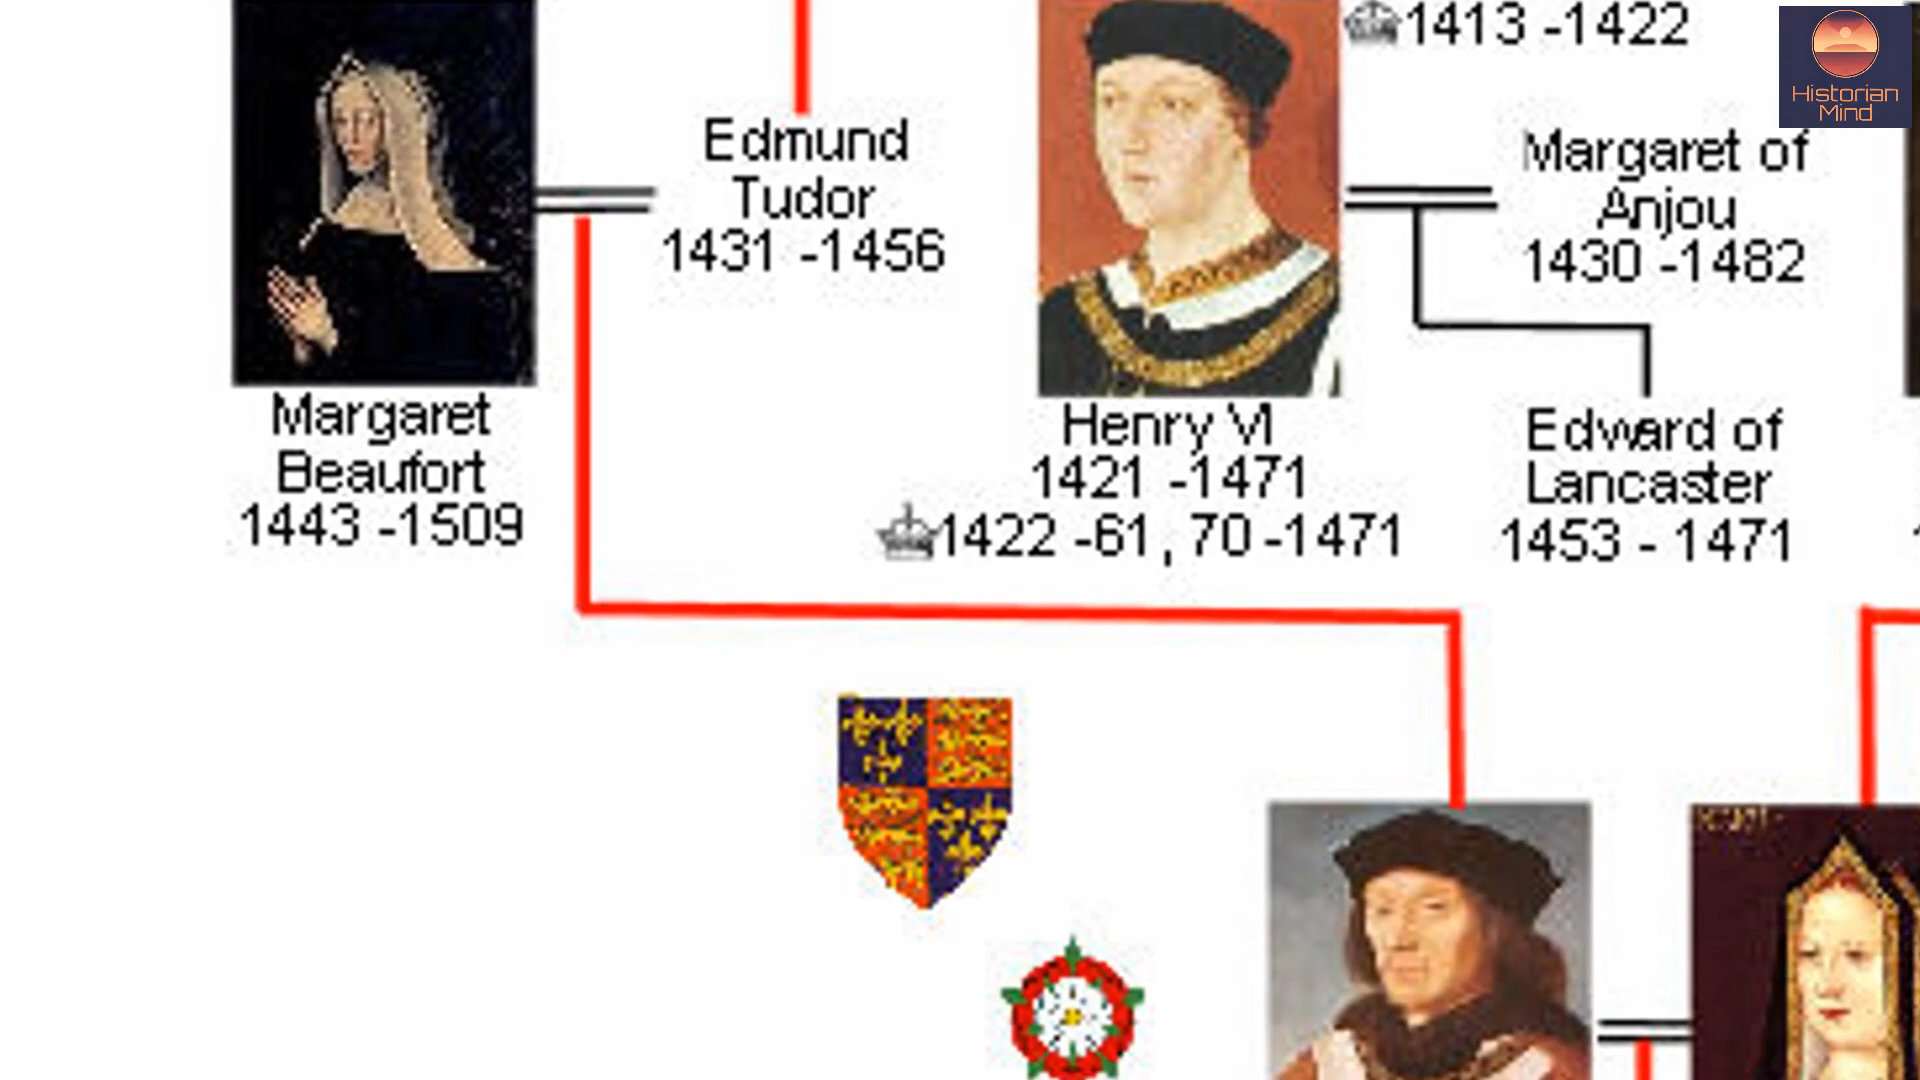 1413 -1422
Historian
Mind
Edmund
Tudor
1431 -1456
Margaret of
Anjou
1430 -1482
Margaret
Beaufort
1443 -1509
Henry VI
1421 -1471
1422 -61, 70 -1471
Edward of
Lancaster
1453 - 1471